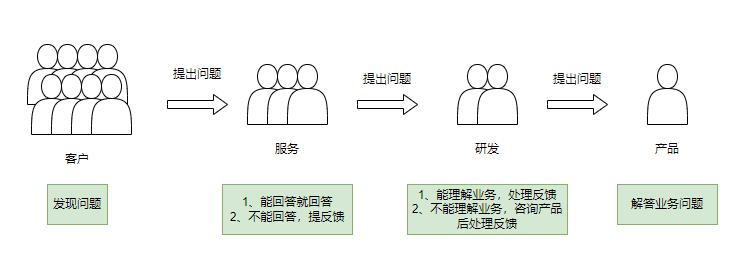 提出问题
提出问题
提出问题
客户
服务
研发
产品
发现问题
1、能回答就回答
2、不能回答，提反馈
1、能理解业务，处理反馈
2、不能理解业务，咨询产品
后处理反馈
解答业务问题